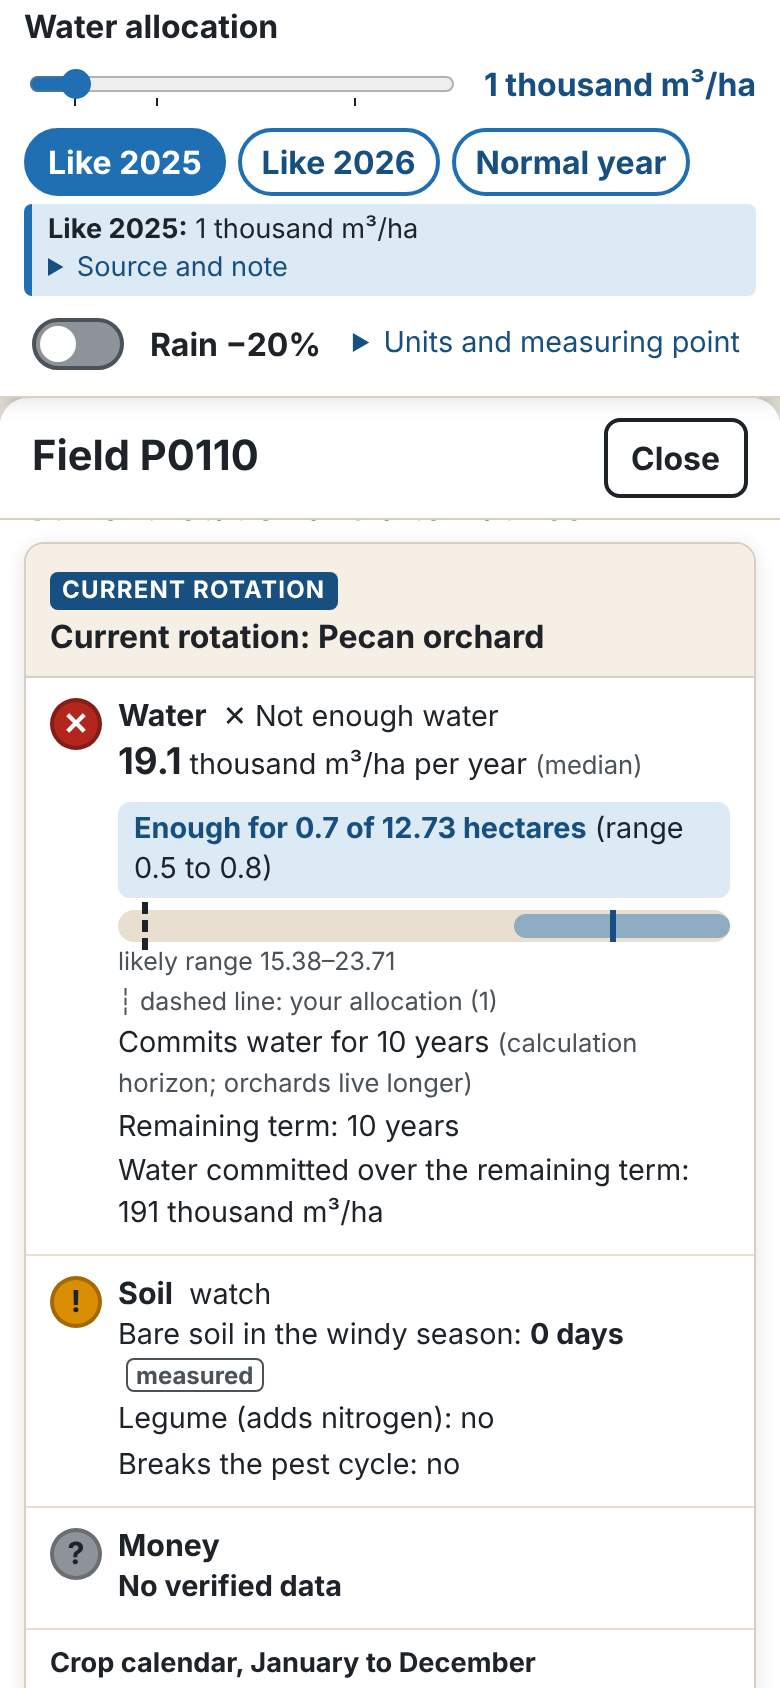 Water allocation
1 thousand m³/ha
Like 2025
Like 2026
Normal year
Like 2025: 1 thousand m³/ha
▶ Source and note
Rain −20%
▶ Units and measuring point
Field P0110
Close
CURRENT ROTATION
Current rotation: Pecan orchard
Water ✕ Not enough water
19.1 thousand m³/ha per year (median)
Enough for 0.7 of 12.73 hectares (range
0.5 to 0.8)
likely range 15.38–23.71
┆ dashed line: your allocation (1)
Commits water for 10 years (calculation
horizon; orchards live longer)
Remaining term: 10 years
Water committed over the remaining term:
191 thousand m³/ha
! Soil watch
Bare soil in the windy season: 0 days
measured
Legume (adds nitrogen): no
Breaks the pest cycle: no
? Money
No verified data
Crop calendar, January to December